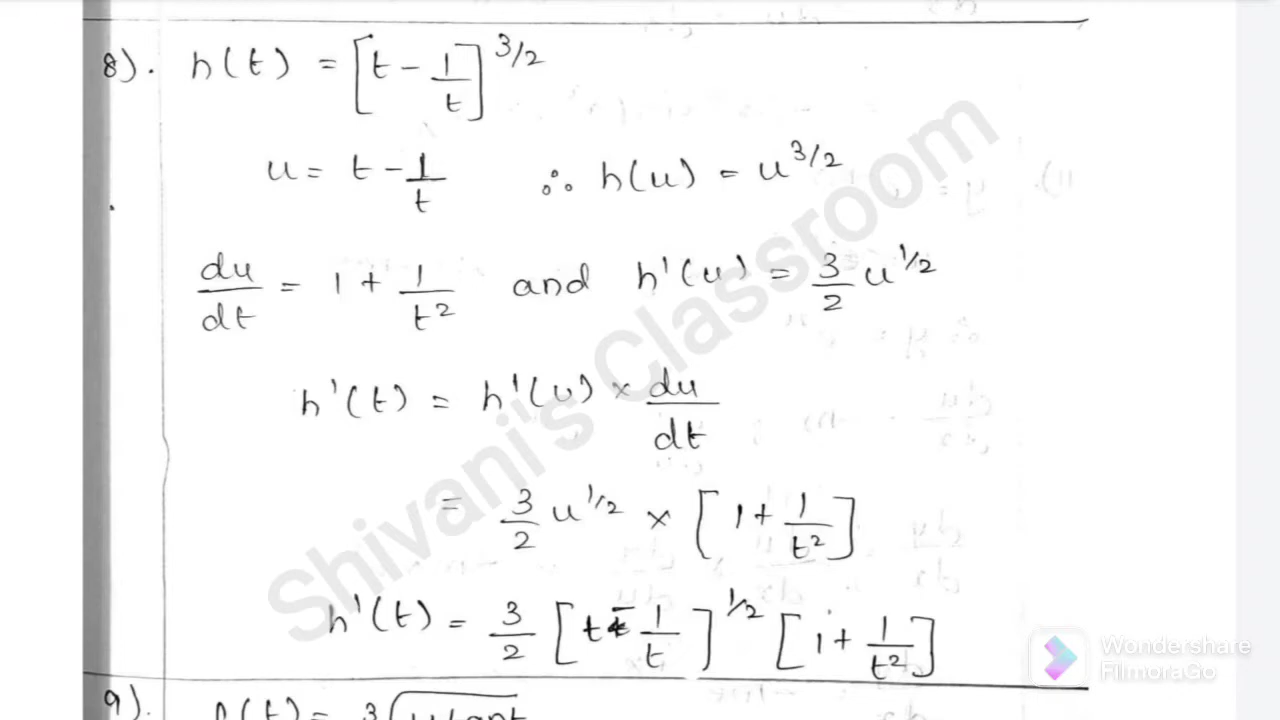 8). h(t) = [t - 1/t]^3/2
u = t - 1/t ∴ h(u) = u^3/2
du/dt = 1 + 1/t² and h'(u) = 3/2 u^1/2
h'(t) = h'(u) × du/dt
= 3/2 u^1/2 × [1 + 1/t²]
h'(t) = 3/2 [t - 1/t]^1/2 [1 + 1/t²]
9).
Shivani's Classroom
Wondershare
FilmoraGo